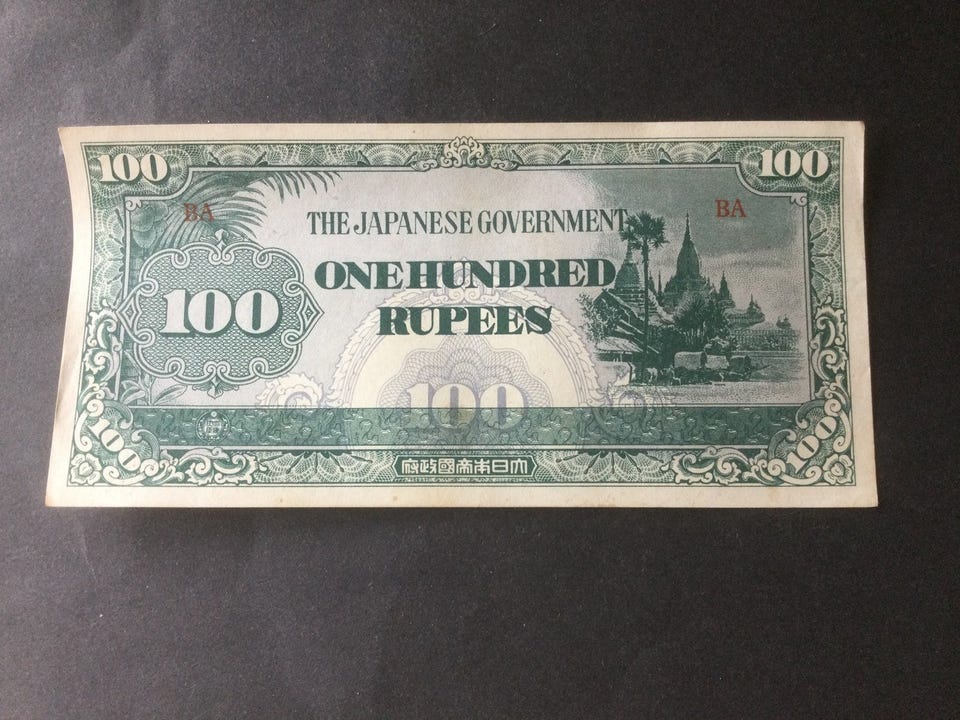 100 100
BA BA
THE JAPANESE GOVERNMENT
ONE HUNDRED
100
RUPEES
100
100 100
府政國帝本日大